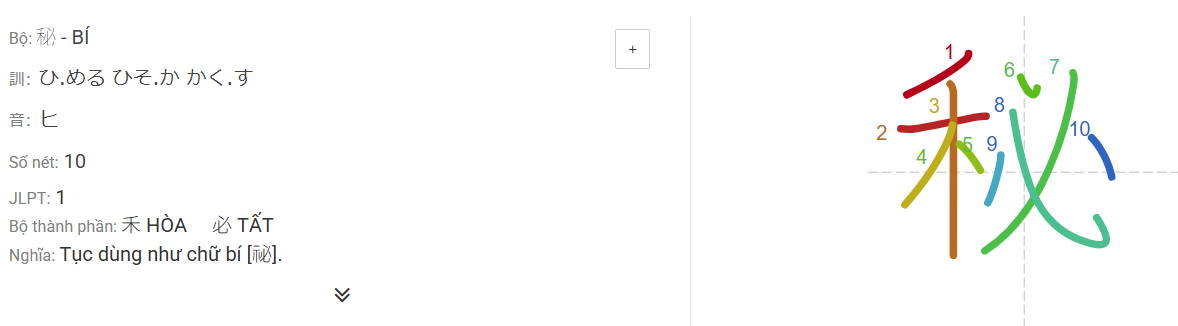 Bộ: 秘 - BÍ
訓: ひ.める ひそ.か かく.す
音: ヒ
Số nét: 10
JLPT: 1
Bộ thành phần: 禾 HÒA 必 TẤT
Nghĩa: Tục dùng như chữ bí [祕].
+
秘
1
2
3
4
5
6
7
8
9
10